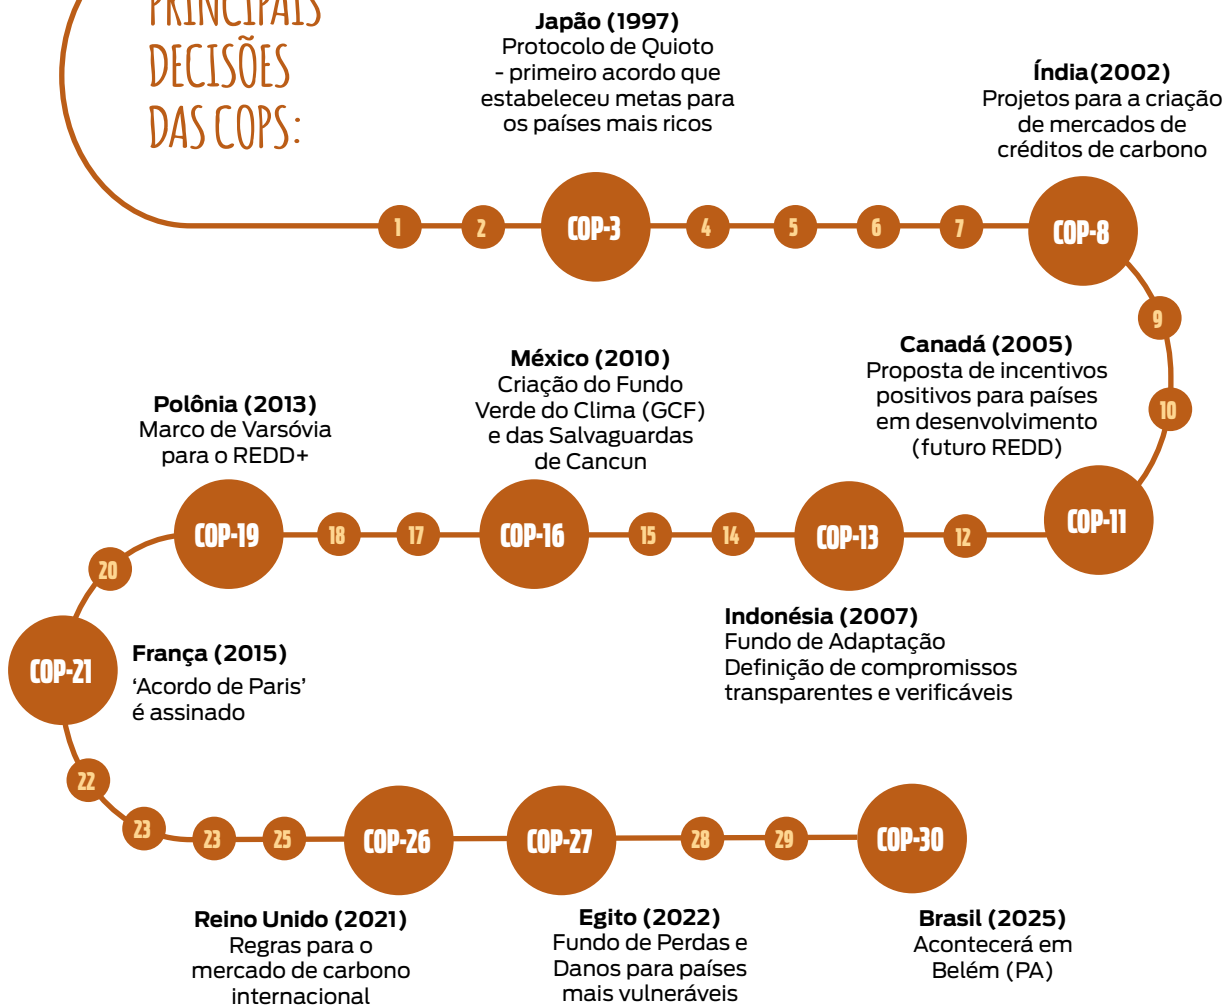 PRINCIPAIS
DECISÕES
DAS COPS:
Japão (1997)
Protocolo de Quioto
- primeiro acordo que
estabeleceu metas para
os países mais ricos
Índia(2002)
Projetos para a criação
de mercados de
créditos de carbono
1
2
COP-3
4
5
6
7
COP-8
9
10
Canadá (2005)
Proposta de incentivos
positivos para países
em desenvolvimento
(futuro REDD)
COP-11
12
COP-13
Indonésia (2007)
Fundo de Adaptação
Definição de compromissos
transparentes e verificáveis
14
15
México (2010)
Criação do Fundo
Verde do Clima (GCF)
e das Salvaguardas
de Cancun
COP-16
17
18
Polônia (2013)
Marco de Varsóvia
para o REDD+
COP-19
20
COP-21
França (2015)
‘Acordo de Paris’
é assinado
22
23
23
25
COP-26
Reino Unido (2021)
Regras para o
mercado de carbono
internacional
COP-27
Egito (2022)
Fundo de Perdas e
Danos para países
mais vulneráveis
28
29
COP-30
Brasil (2025)
Acontecerá em
Belém (PA)